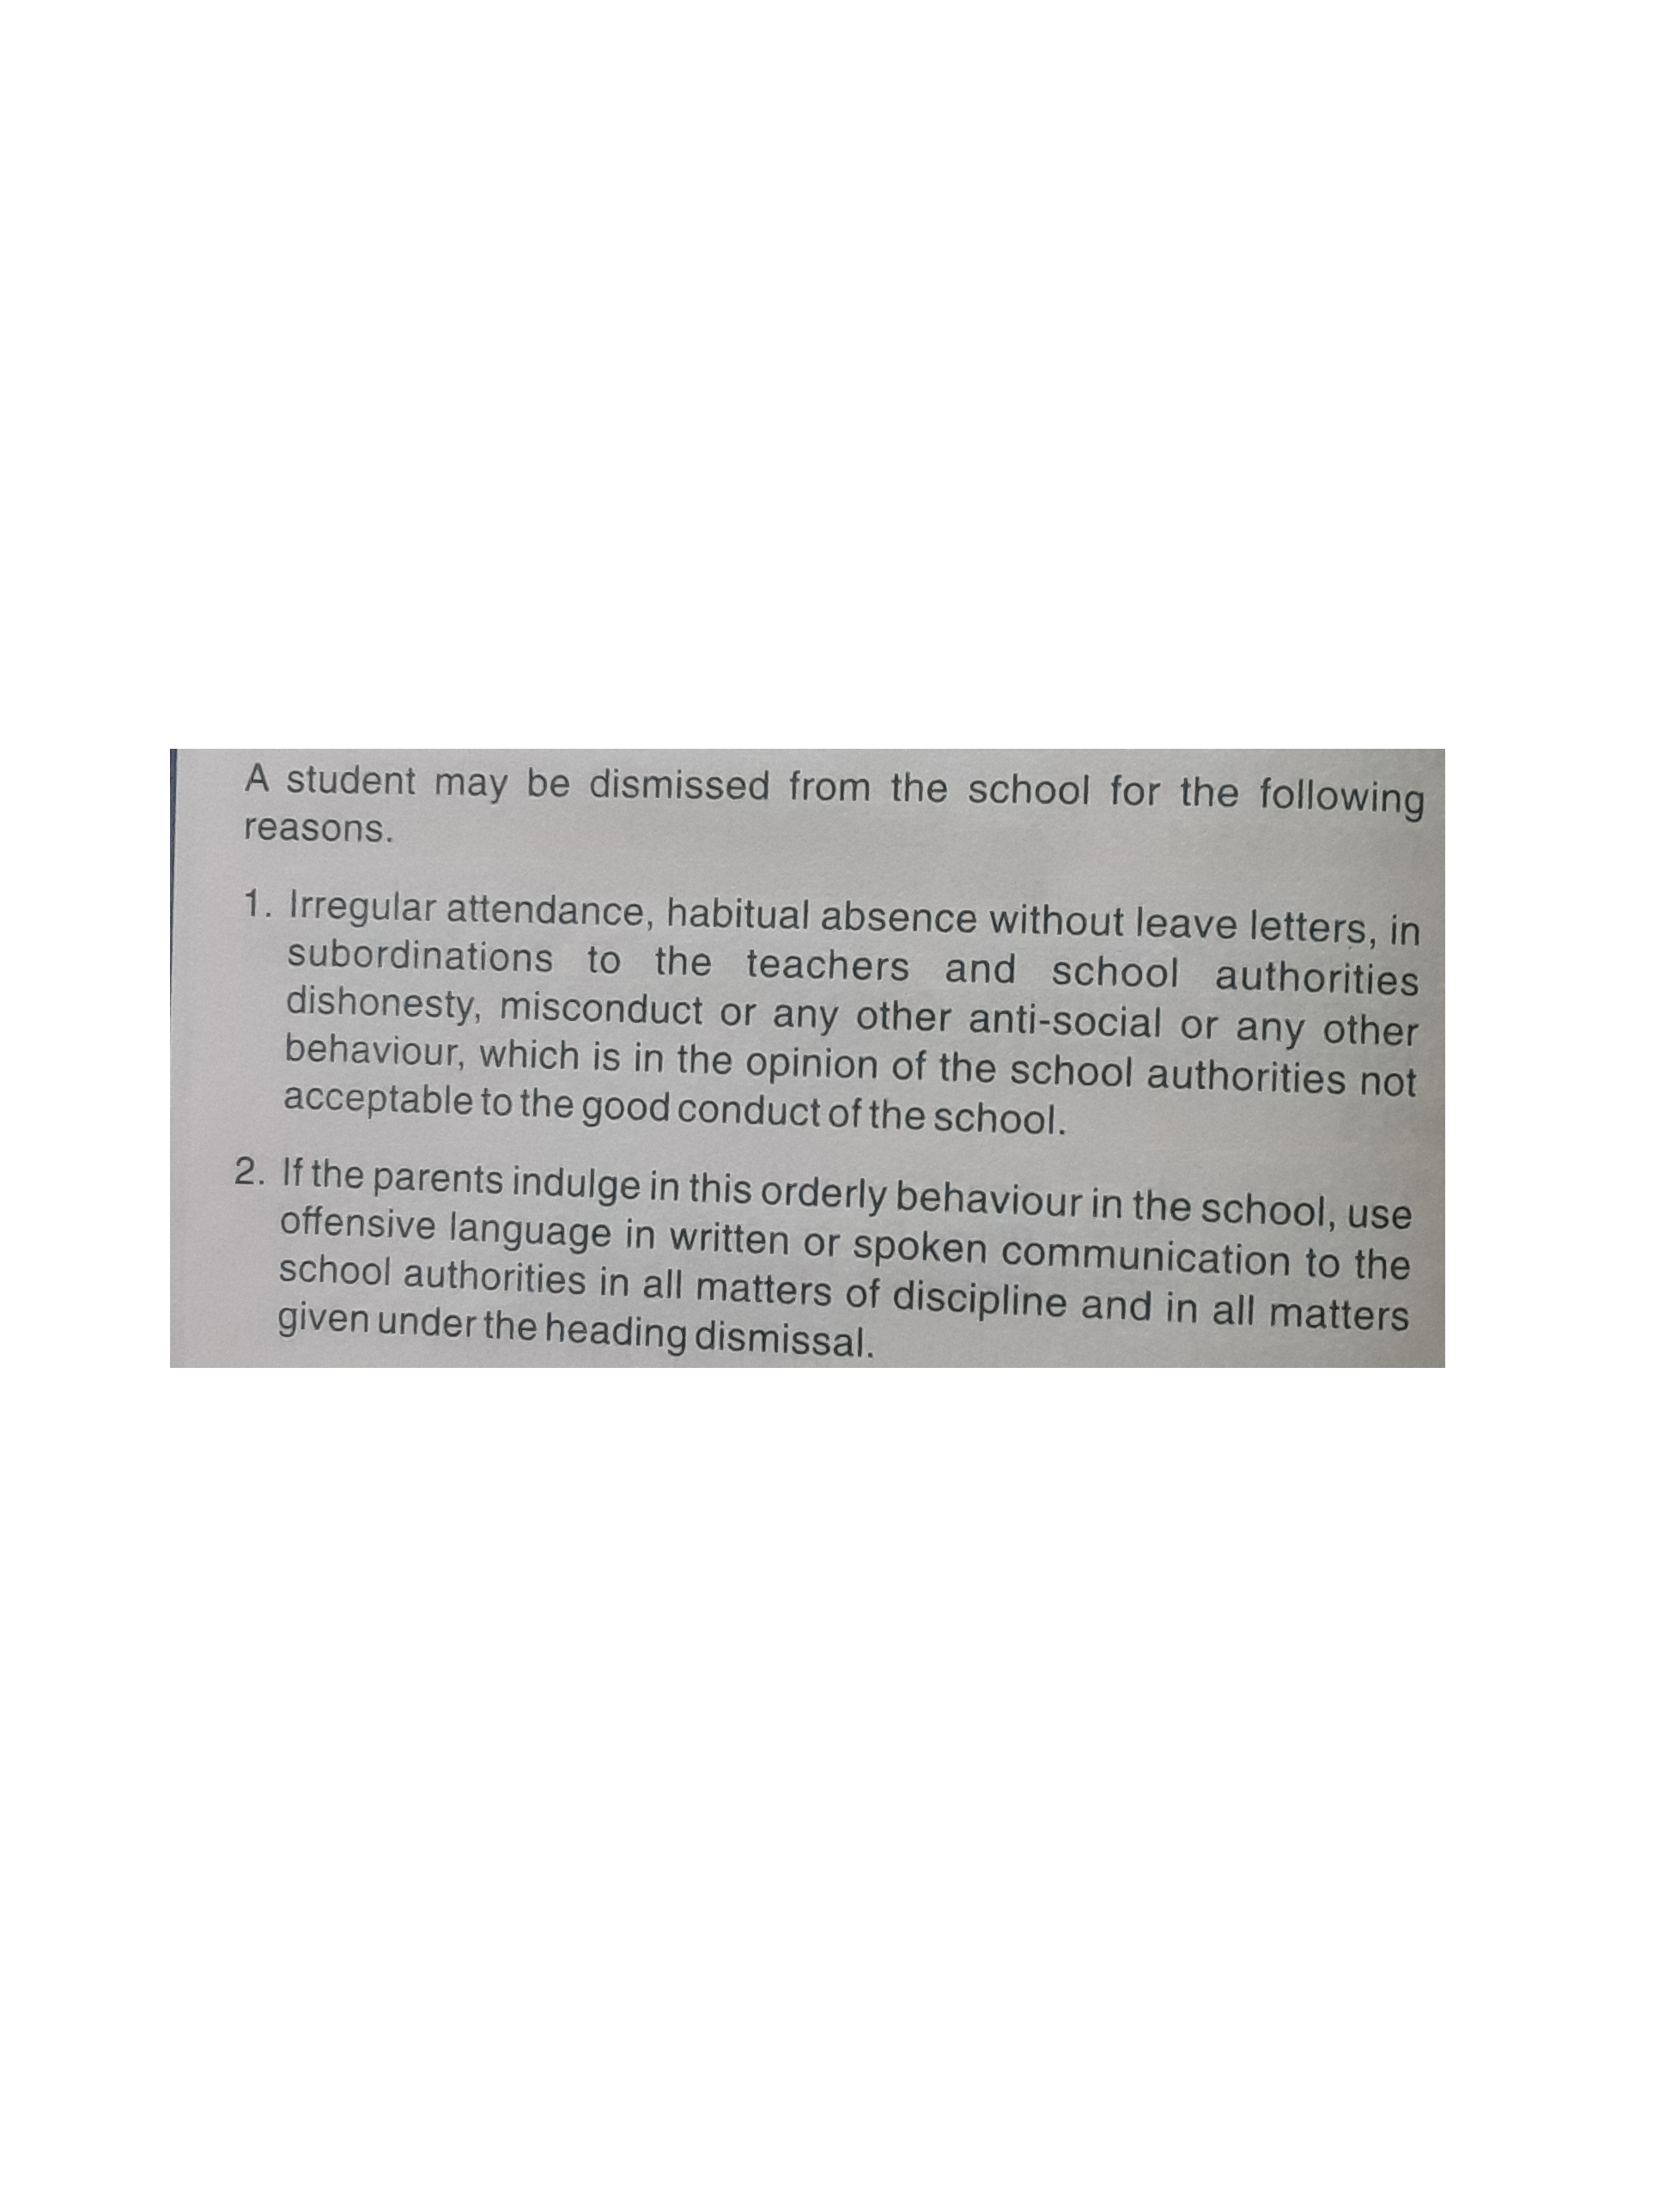 A student may be dismissed from the school for the following
reasons.
1. Irregular attendance, habitual absence without leave letters, in
subordinations to the teachers and school authorities
dishonesty, misconduct or any other anti-social or any other
behaviour, which is in the opinion of the school authorities not
acceptable to the good conduct of the school.
2. If the parents indulge in this orderly behaviour in the school, use
offensive language in written or spoken communication to the
school authorities in all matters of discipline and in all matters
given under the heading dismissal.